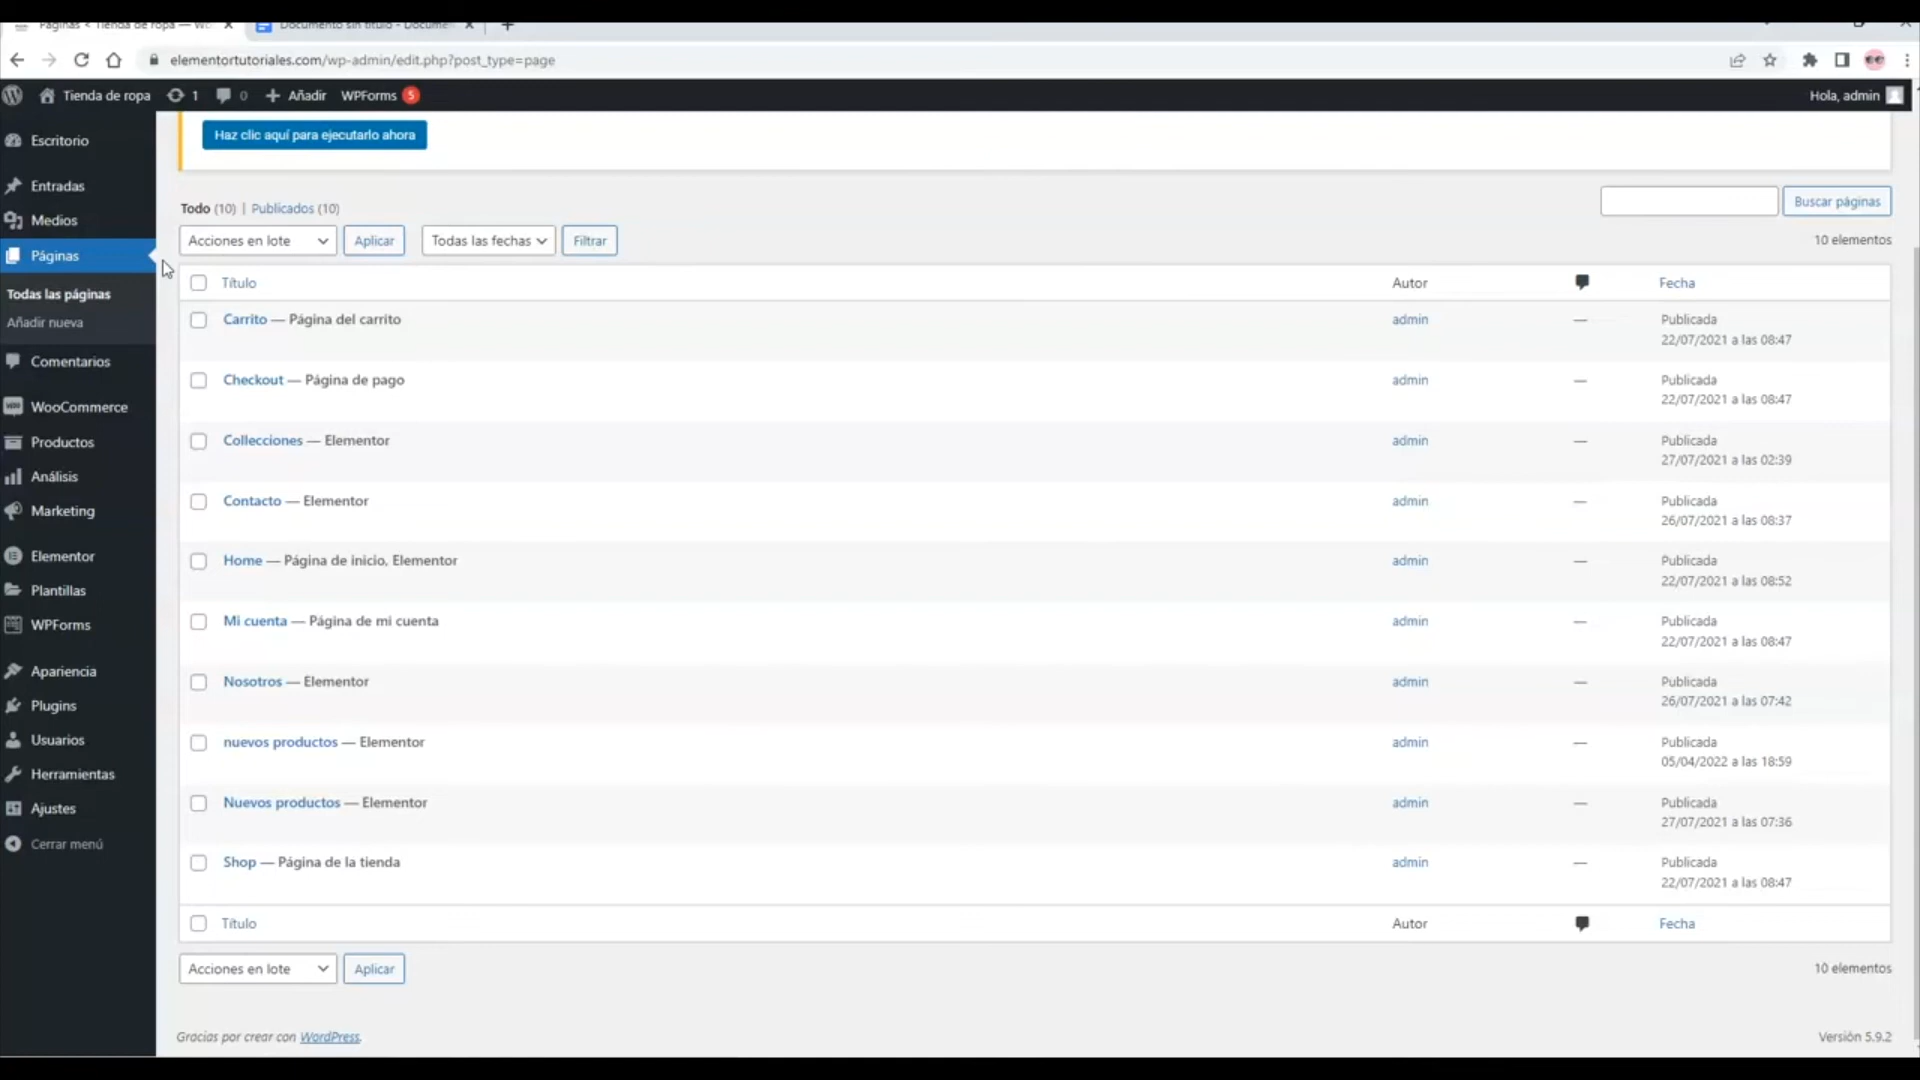 Páginas < Tienda de ropa — Wo
Documento sin título - Docume
elementortutoriales.com/wp-admin/edit.php?post_type=page
Tienda de ropa 1 0 Añadir WPForms 5
Hola, admin
Escritorio
Entradas
Medios
Páginas
Todas las páginas
Añadir nueva
Comentarios
WooCommerce
Productos
Análisis
Marketing
Elementor
Plantillas
WPForms
Apariencia
Plugins
Usuarios
Herramientas
Ajustes
Cerrar menú
Haz clic aquí para ejecutarlo ahora
Todo (10) | Publicados (10)
Buscar páginas
Acciones en lote Aplicar Todas las fechas Filtrar
10 elementos
Título Autor Fecha
Carrito — Página del carrito admin — Publicada
22/07/2021 a las 08:47
Checkout — Página de pago admin — Publicada
22/07/2021 a las 08:47
Collecciones — Elementor admin — Publicada
27/07/2021 a las 02:39
Contacto — Elementor admin — Publicada
26/07/2021 a las 08:37
Home — Página de inicio, Elementor admin — Publicada
22/07/2021 a las 08:52
Mi cuenta — Página de mi cuenta admin — Publicada
22/07/2021 a las 08:47
Nosotros — Elementor admin — Publicada
26/07/2021 a las 07:42
nuevos productos — Elementor admin — Publicada
05/04/2022 a las 18:59
Nuevos productos — Elementor admin — Publicada
27/07/2021 a las 07:36
Shop — Página de la tienda admin — Publicada
22/07/2021 a las 08:47
Título Autor Fecha
Acciones en lote Aplicar
10 elementos
Gracias por crear con WordPress.
Versión 5.9.2